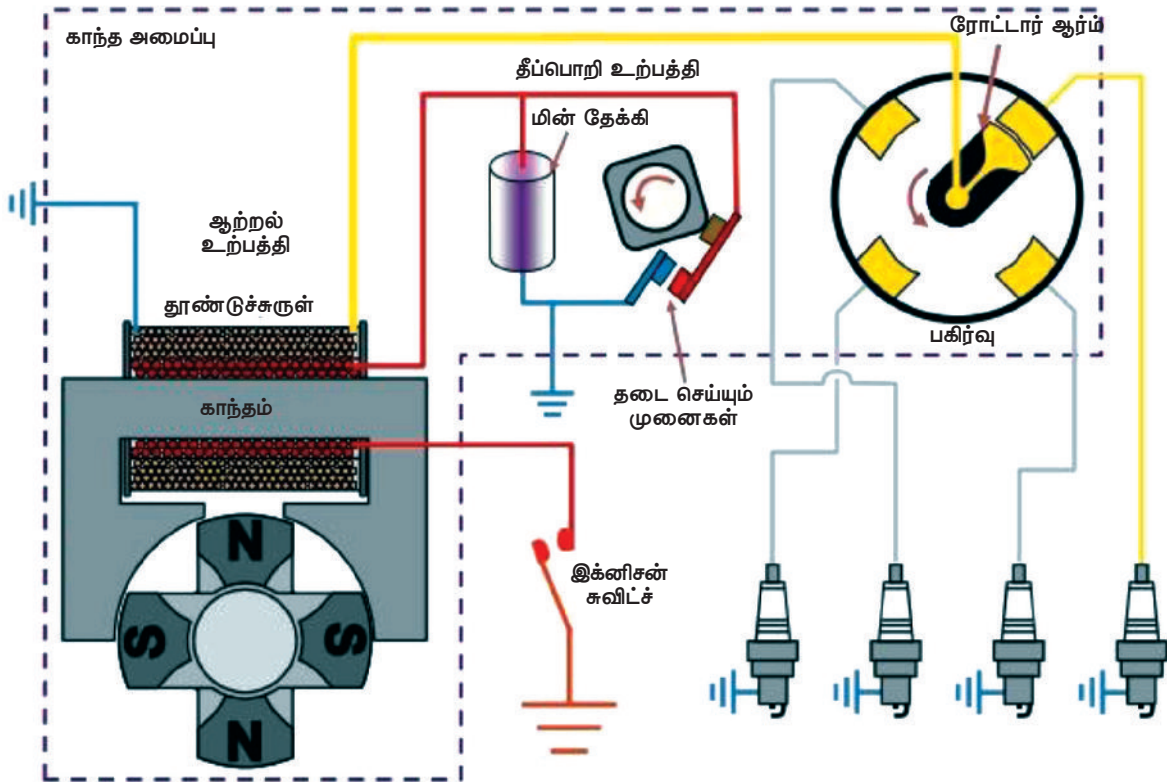 காந்த அமைப்பு
ரோட்டார் ஆர்ம்
தீப்பொறி உற்பத்தி
மின் தேக்கி
ஆற்றல்
உற்பத்தி
தூண்டுச்சுருள்
பகிர்வு
தடை செய்யும்
முனைகள்
காந்தம்
இக்னிசன்
சுவிட்ச்
N
S
S
N